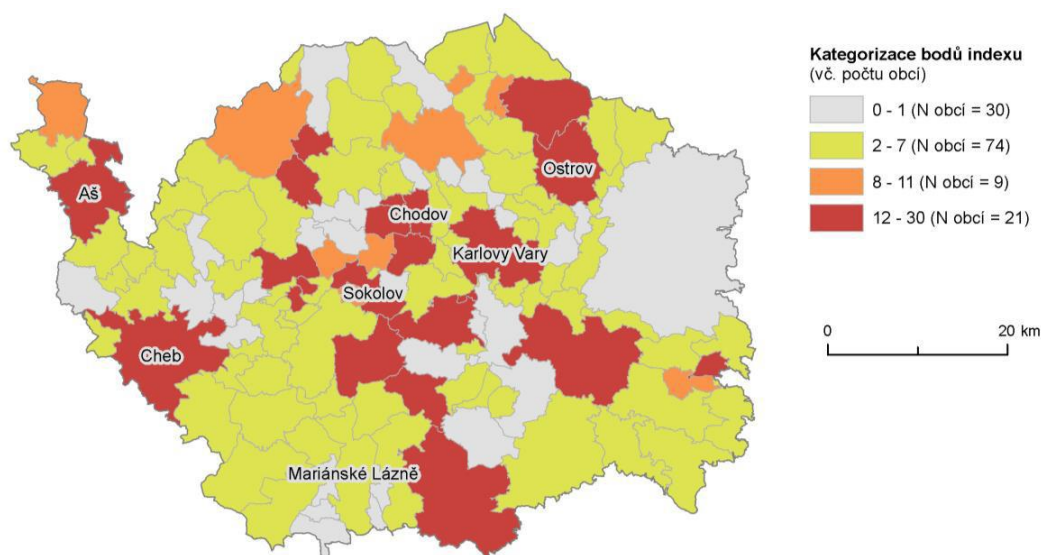 Kategorizace bodů indexu
(vč. počtu obcí)
0 - 1 (N obcí = 30)
2 - 7 (N obcí = 74)
8 - 11 (N obcí = 9)
12 - 30 (N obcí = 21)
0 20 km
Aš
Ostrov
Chodov
Karlovy Vary
Sokolov
Cheb
Mariánské Lázně